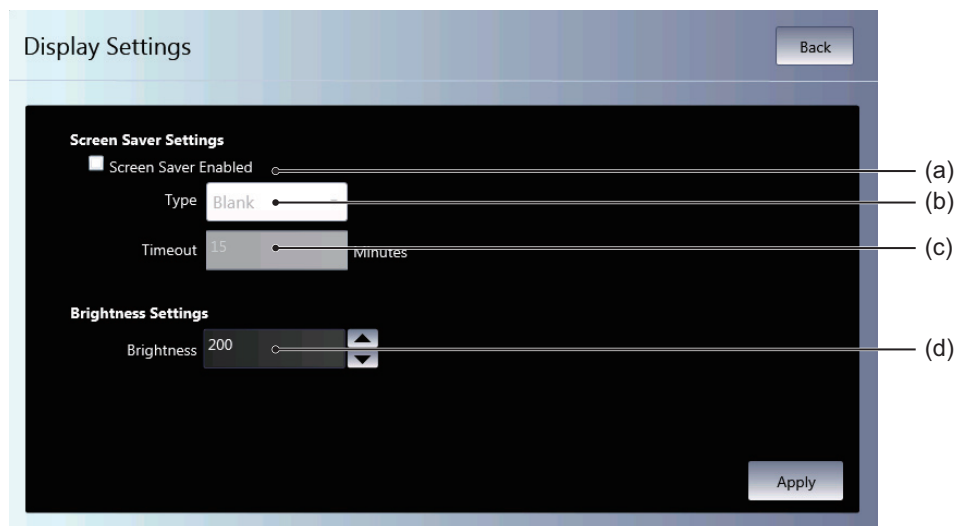 Display Settings
Back
Screen Saver Settings
Screen Saver Enabled
(a)
Type Blank
(b)
Timeout 15 Minutes
(c)
Brightness Settings
Brightness 200
(d)
Apply